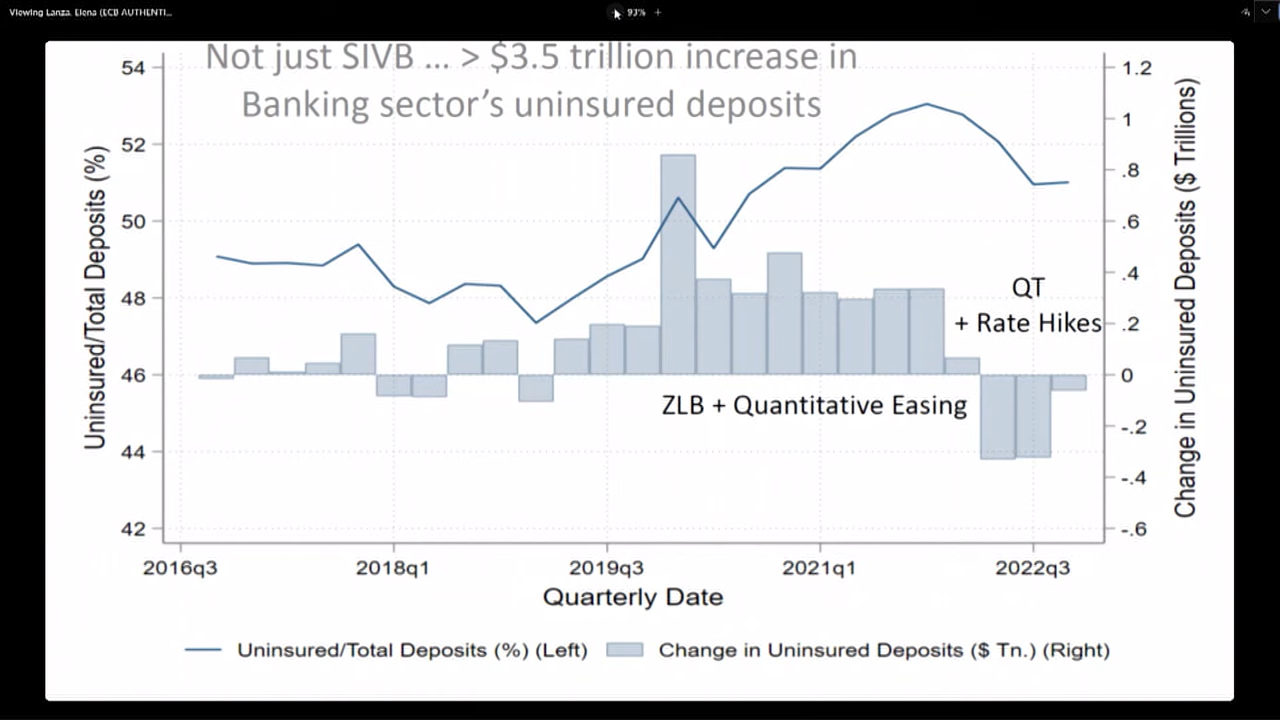 Viewing Lanza, Elena (ECB AUTHENTI...
93% +
Not just SIVB ... > $3.5 trillion increase in
Banking sector's uninsured deposits
Uninsured/Total Deposits (%)
54
52
50
48
46
44
42
1.2
1
.8
.6
.4
.2
0
-.2
-.4
-.6
Change in Uninsured Deposits ($ Trillions)
QT
+ Rate Hikes
ZLB + Quantitative Easing
2016q3
2018q1
2019q3
2021q1
2022q3
Quarterly Date
Uninsured/Total Deposits (%) (Left)
Change in Uninsured Deposits ($ Tn.) (Right)